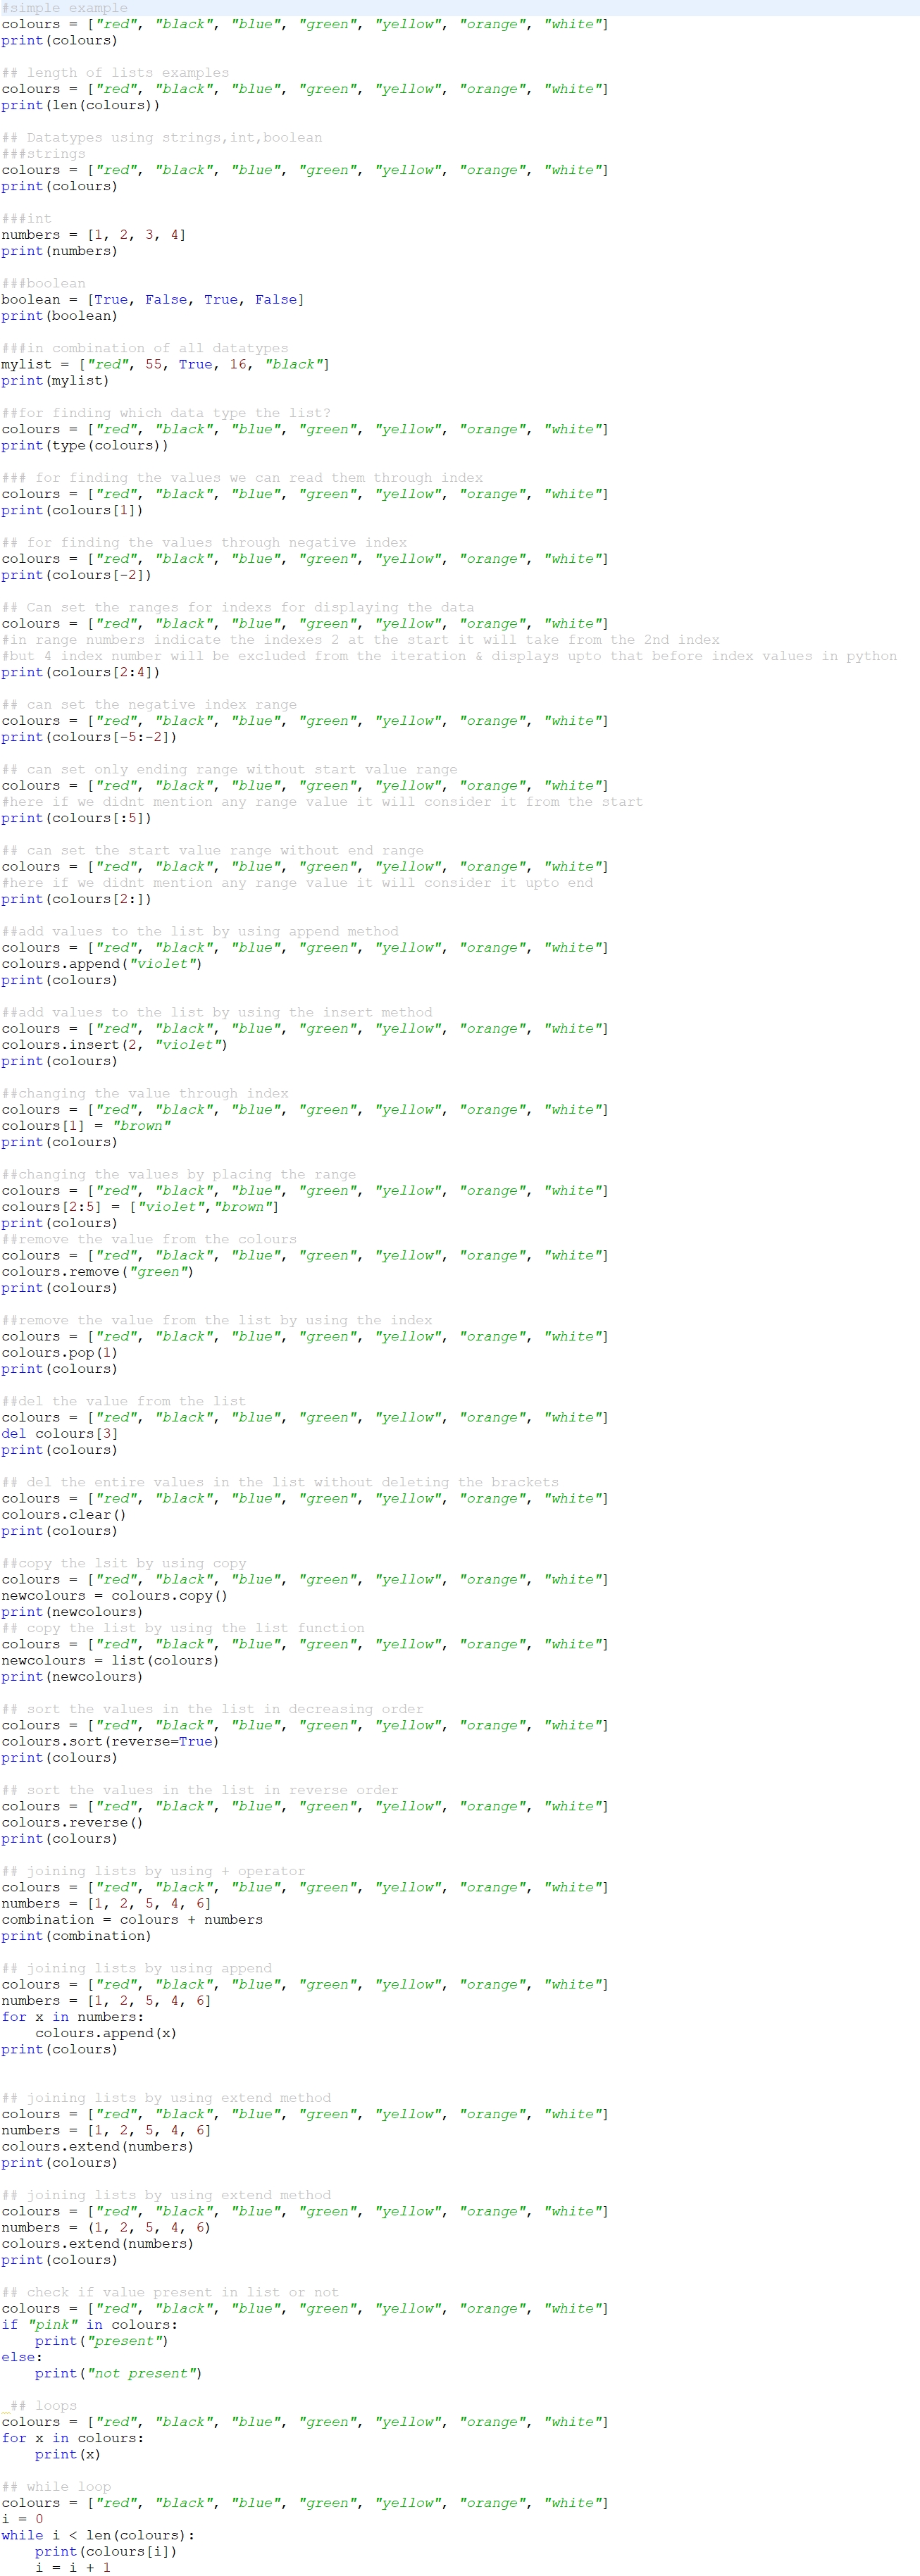 #simple example
colours = ["red", "black", "blue", "green", "yellow", "orange", "white"]
print(colours)

## length of lists examples
colours = ["red", "black", "blue", "green", "yellow", "orange", "white"]
print(len(colours))

## Datatypes using strings,int,boolean
###strings
colours = ["red", "black", "blue", "green", "yellow", "orange", "white"]
print(colours)

###int
numbers = [1, 2, 3, 4]
print(numbers)

###boolean
boolean = [True, False, True, False]
print(boolean)

###in combination of all datatypes
mylist = ["red", 55, True, 16, "black"]
print(mylist)

##for finding which data type the list?
colours = ["red", "black", "blue", "green", "yellow", "orange", "white"]
print(type(colours))

### for finding the values we can read them through index
colours = ["red", "black", "blue", "green", "yellow", "orange", "white"]
print(colours[1])

## for finding the values through negative index
colours = ["red", "black", "blue", "green", "yellow", "orange", "white"]
print(colours[-2])

## Can set the ranges for indexs for displaying the data
colours = ["red", "black", "blue", "green", "yellow", "orange", "white"]
#in range numbers indicate the indexes 2 at the start it will take from the 2nd index
#but 4 index number will be excluded from the iteration & displays upto that before index values in python
print(colours[2:4])

## can set the negative index range
colours = ["red", "black", "blue", "green", "yellow", "orange", "white"]
print(colours[-5:-2])

## can set only ending range without start value range
colours = ["red", "black", "blue", "green", "yellow", "orange", "white"]
#here if we didnt mention any range value it will consider it from the start
print(colours[:5])

## can set the start value range without end range
colours = ["red", "black", "blue", "green", "yellow", "orange", "white"]
#here if we didnt mention any range value it will consider it upto end
print(colours[2:])

##add values to the list by using append method
colours = ["red", "black", "blue", "green", "yellow", "orange", "white"]
colours.append("violet")
print(colours)

##add values to the list by using the insert method
colours = ["red", "black", "blue", "green", "yellow", "orange", "white"]
colours.insert(2, "violet")
print(colours)

##changing the value through index
colours = ["red", "black", "blue", "green", "yellow", "orange", "white"]
colours[1] = "brown"
print(colours)

##changing the values by placing the range
colours = ["red", "black", "blue", "green", "yellow", "orange", "white"]
colours[2:5] = ["violet","brown"]
print(colours)
##remove the value from the colours
colours = ["red", "black", "blue", "green", "yellow", "orange", "white"]
colours.remove("green")
print(colours)

##remove the value from the list by using the index
colours = ["red", "black", "blue", "green", "yellow", "orange", "white"]
colours.pop(1)
print(colours)

##del the value from the list
colours = ["red", "black", "blue", "green", "yellow", "orange", "white"]
del colours[3]
print(colours)

## del the entire values in the list without deleting the brackets
colours = ["red", "black", "blue", "green", "yellow", "orange", "white"]
colours.clear()
print(colours)

##copy the lsit by using copy
colours = ["red", "black", "blue", "green", "yellow", "orange", "white"]
newcolours = colours.copy()
print(newcolours)
## copy the list by using the list function
colours = ["red", "black", "blue", "green", "yellow", "orange", "white"]
newcolours = list(colours)
print(newcolours)

## sort the values in the list in decreasing order
colours = ["red", "black", "blue", "green", "yellow", "orange", "white"]
colours.sort(reverse=True)
print(colours)

## sort the values in the list in reverse order
colours = ["red", "black", "blue", "green", "yellow", "orange", "white"]
colours.reverse()
print(colours)

## joining lists by using + operator
colours = ["red", "black", "blue", "green", "yellow", "orange", "white"]
numbers = [1, 2, 5, 4, 6]
combination = colours + numbers
print(combination)

## joining lists by using append
colours = ["red", "black", "blue", "green", "yellow", "orange", "white"]
numbers = [1, 2, 5, 4, 6]
for x in numbers:
    colours.append(x)
print(colours)


## joining lists by using extend method
colours = ["red", "black", "blue", "green", "yellow", "orange", "white"]
numbers = [1, 2, 5, 4, 6]
colours.extend(numbers)
print(colours)

## joining lists by using extend method
colours = ["red", "black", "blue", "green", "yellow", "orange", "white"]
numbers = (1, 2, 5, 4, 6)
colours.extend(numbers)
print(colours)

## check if value present in list or not
colours = ["red", "black", "blue", "green", "yellow", "orange", "white"]
if "pink" in colours:
    print("present")
else:
    print("not present")

## loops
colours = ["red", "black", "blue", "green", "yellow", "orange", "white"]
for x in colours:
    print(x)

## while loop
colours = ["red", "black", "blue", "green", "yellow", "orange", "white"]
i = 0
while i < len(colours):
    print(colours[i])
    i = i + 1